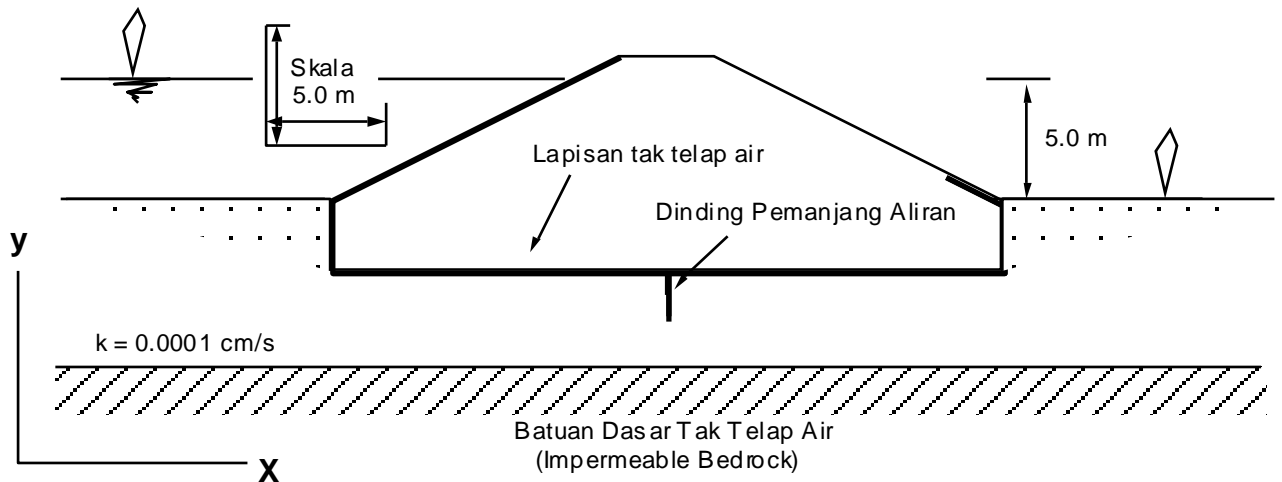 Skala
5.0 m
5.0 m
Lapisan tak telap air
Dinding Pemanjang Aliran
y
k = 0.0001 cm/s
Batuan Dasar Tak Telap Air
(Impermeable Bedrock)
X